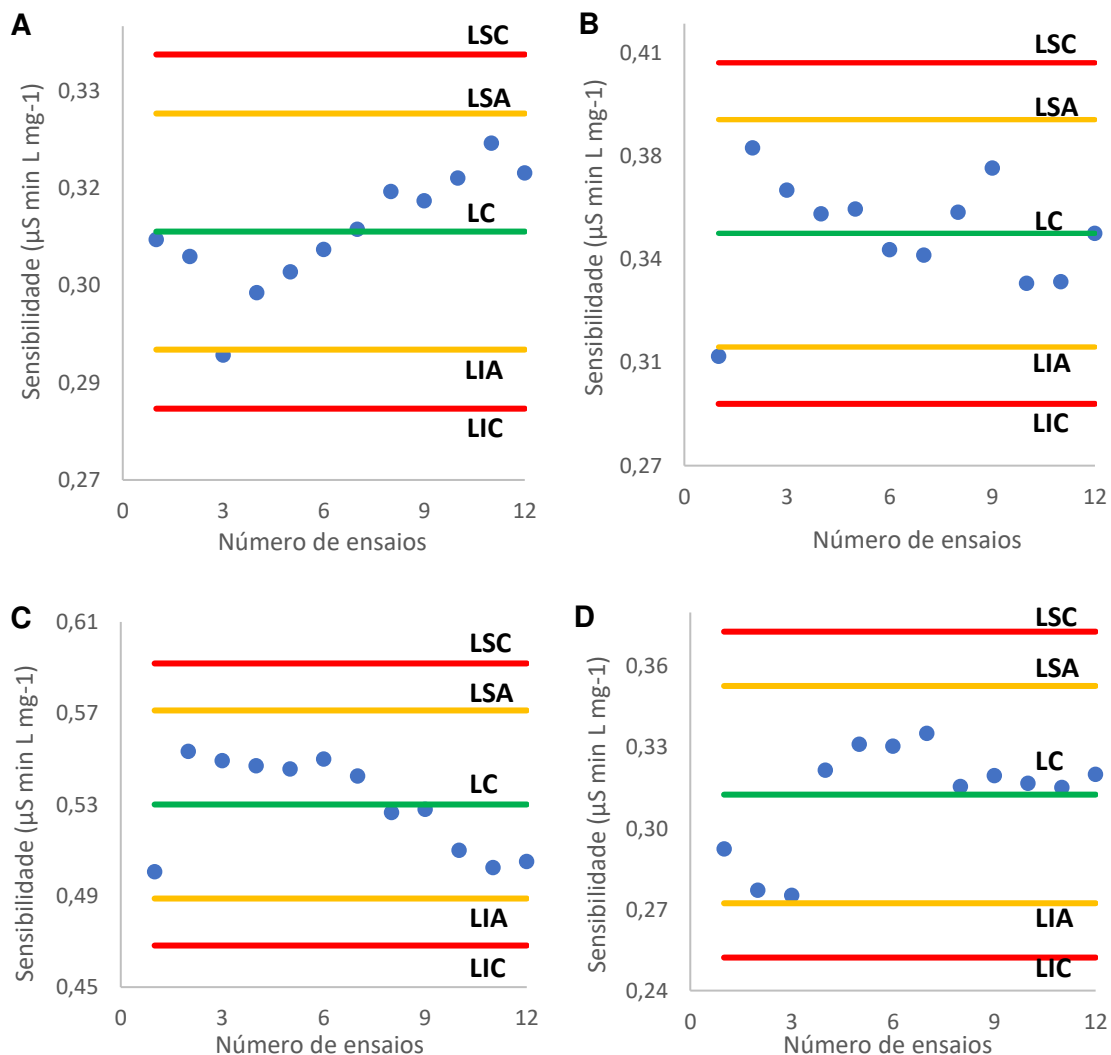 A
Sensibilidade (µS min L mg-1)
0,33
0,32
0,30
0,29
0,27
LSC
LSA
LC
LIA
LIC
0 3 6 9 12
Número de ensaios
B
Sensibilidade (µS min L mg-1)
0,41
0,38
0,34
0,31
0,27
LSC
LSA
LC
LIA
LIC
0 3 6 9 12
Número de ensaios
C
Sensibilidade (µS min L mg-1)
0,61
0,57
0,53
0,49
0,45
LSC
LSA
LC
LIA
LIC
0 3 6 9 12
Número de ensaios
D
Sensibilidade (µS min L mg-1)
0,36
0,33
0,30
0,27
0,24
LSC
LSA
LC
LIA
LIC
0 3 6 9 12
Número de ensaios